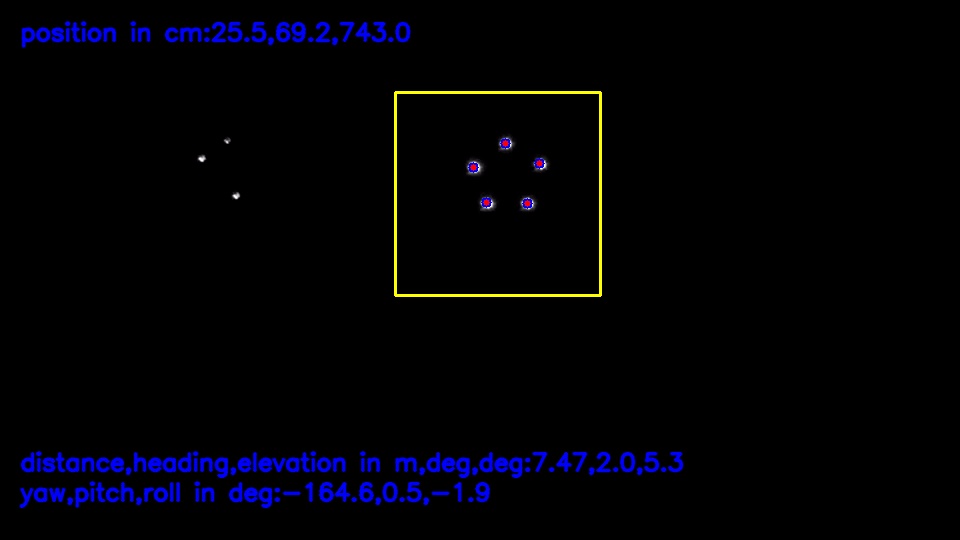 position in cm:25.5,69.2,743.0
distance,heading,elevation in m,deg,deg:7.47,2.0,5.3
yaw,pitch,roll in deg:-164.6,0.5,-1.9